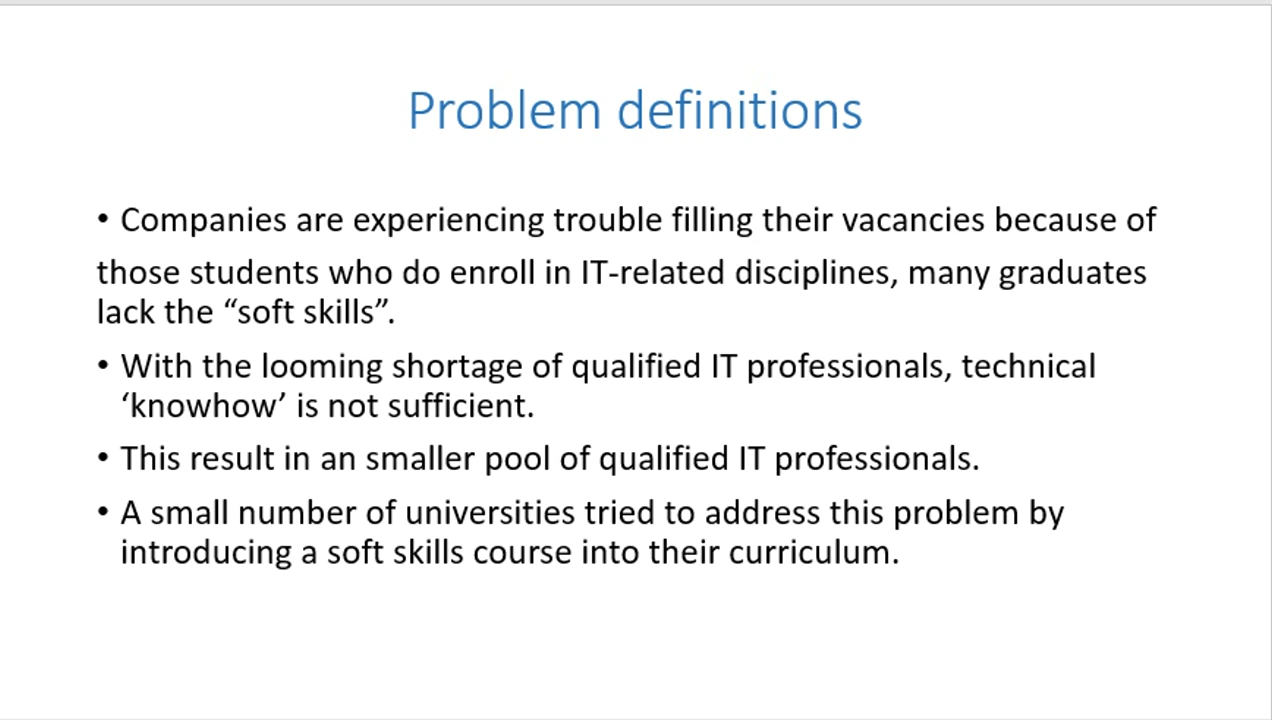 Problem definitions
• Companies are experiencing trouble filling their vacancies because of
those students who do enroll in IT-related disciplines, many graduates
lack the “soft skills”.
• With the looming shortage of qualified IT professionals, technical
‘knowhow’ is not sufficient.
• This result in an smaller pool of qualified IT professionals.
• A small number of universities tried to address this problem by
introducing a soft skills course into their curriculum.